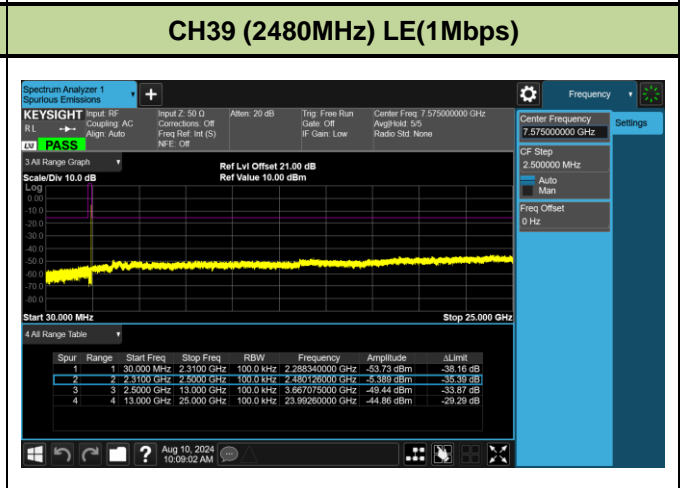 CH39 (2480MHz) LE(1Mbps)
Spectrum Analyzer 1
Spurious Emissions
Frequency
KEYSIGHT
RL
LXI PASS
Input: RF
Coupling: AC
Align: Auto
Input Z: 50 Ω
Corrections: Off
Freq Ref: Int (S)
NFE: Off
Atten: 20 dB
Trig: Free Run
Gate: Off
IF Gain: Low
Center Freq: 7.575000000 GHz
Avg|Hold: 5/5
Radio Std: None
Center Frequency
7.575000000 GHz
Settings
CF Step
2.500000 MHz
Auto
Man
Freq Offset
0 Hz
3 All Range Graph
Scale/Div 10.0 dB
Ref Lvl Offset 21.00 dB
Ref Value 10.00 dBm
Log
0.00
-10.0
-20.0
-30.0
-40.0
-50.0
-60.0
-70.0
-80.0
Start 30.000 MHz
Stop 25.000 GHz
4 All Range Table
Spur Range Start Freq Stop Freq RBW Frequency Amplitude ΔLimit
1 1 30.000 MHz 2.3100 GHz 100.0 kHz 2.288340000 GHz -53.73 dBm -38.16 dB
2 2 2.3100 GHz 2.5000 GHz 100.0 kHz 2.480126000 GHz -5.389 dBm -35.39 dB
3 3 2.5000 GHz 13.000 GHz 100.0 kHz 3.667075000 GHz -49.44 dBm -33.87 dB
4 4 13.000 GHz 25.000 GHz 100.0 kHz 23.99260000 GHz -44.86 dBm -29.29 dB
?
Aug 10, 2024
10:09:02 AM